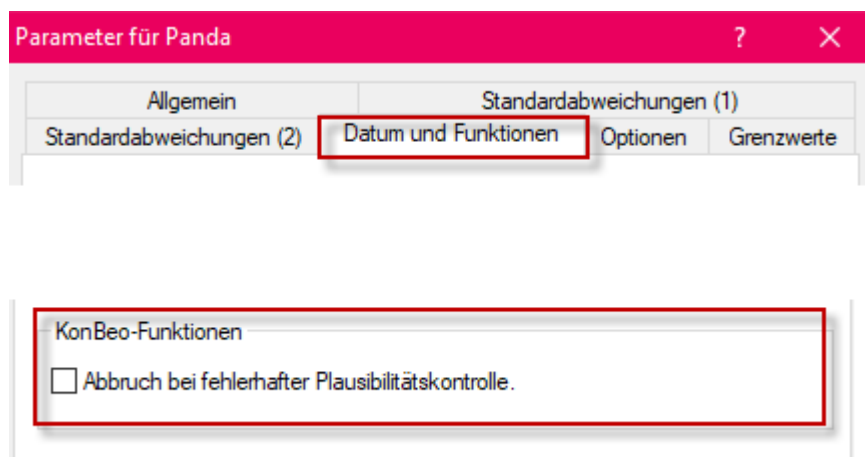 Parameter für Panda ?
Allgemein Standardabweichungen (1)
Standardabweichungen (2) Datum und Funktionen Optionen Grenzwerte
KonBeo-Funktionen
Abbruch bei fehlerhafter Plausibilitätskontrolle.